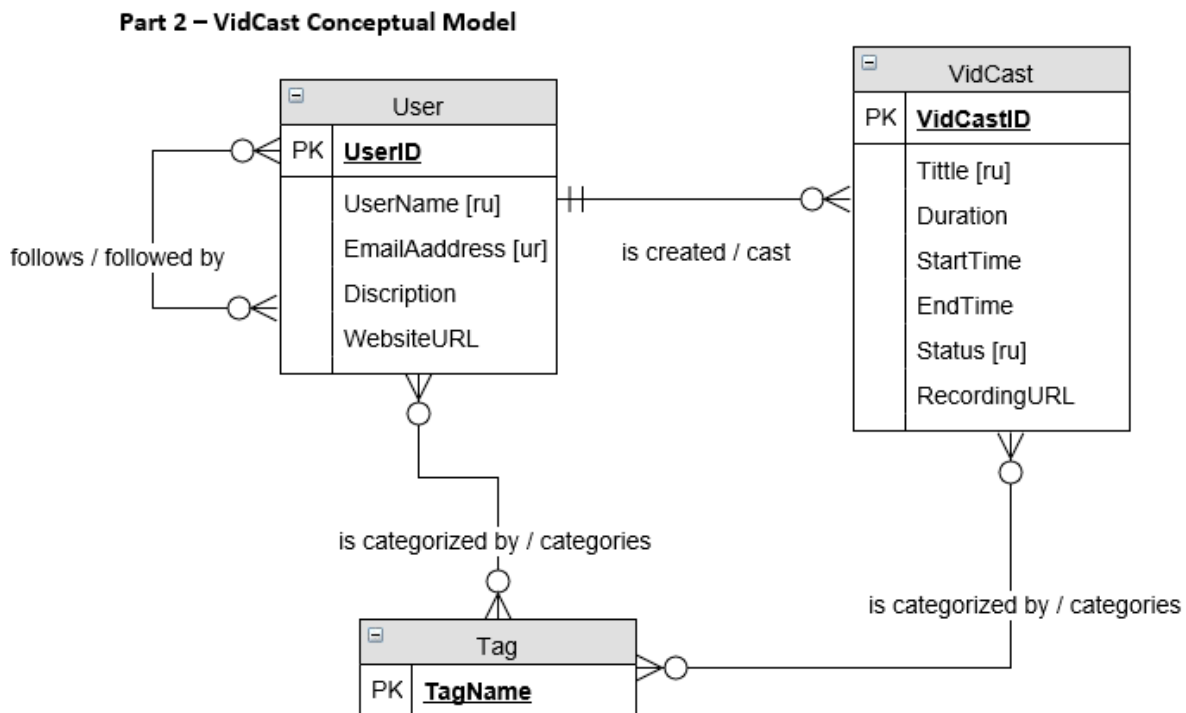 Part 2 – VidCast Conceptual Model
User
PK UserID
UserName [ru]
EmailAaddress [ur]
Discription
WebsiteURL
VidCast
PK VidCastID
Tittle [ru]
Duration
StartTime
EndTime
Status [ru]
RecordingURL
follows / followed by
is created / cast
is categorized by / categories
is categorized by / categories
Tag
PK TagName